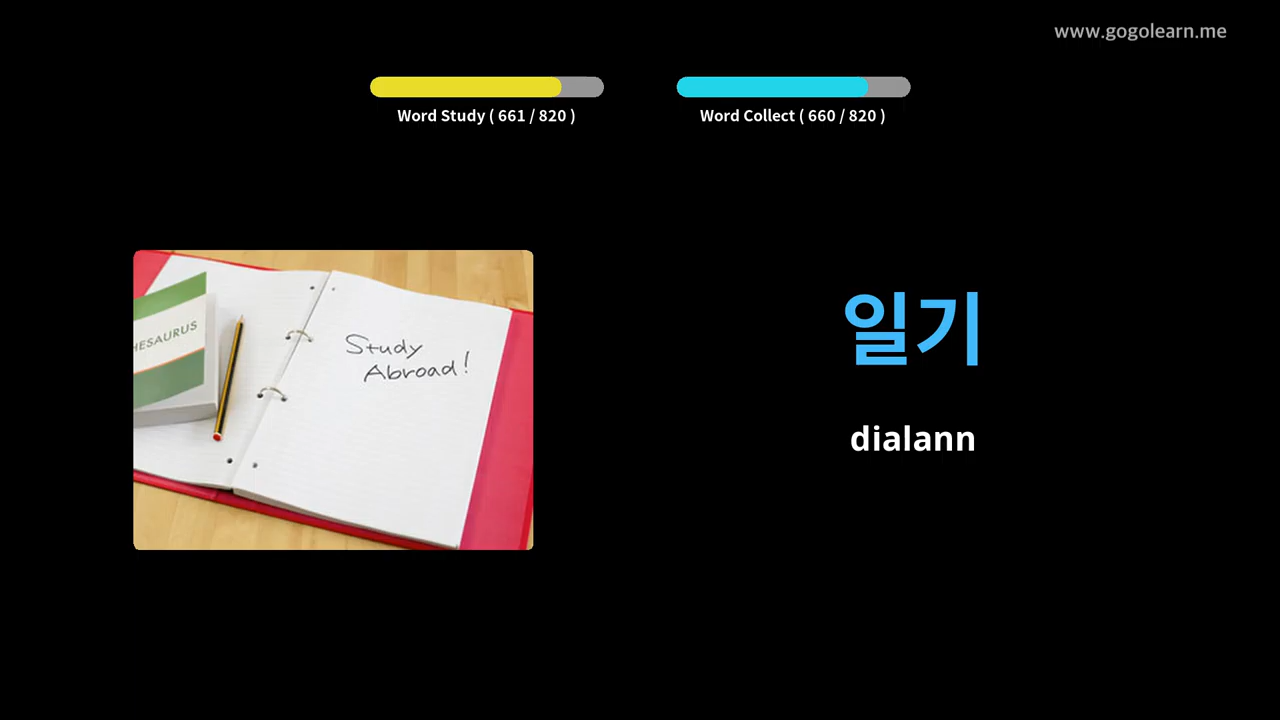 www.gogolearn.me
Word Study ( 661 / 820 )
Word Collect ( 660 / 820 )
HESAURUS
Study
Abroad!
일기
dialann